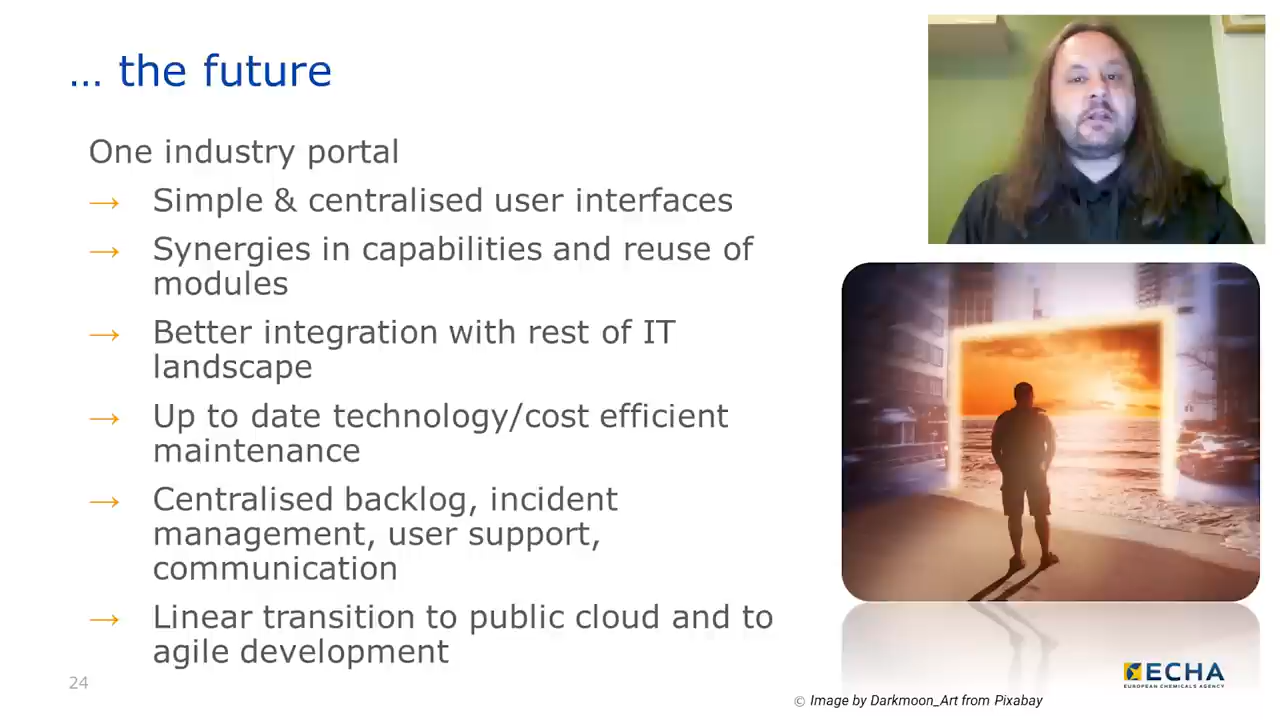 ... the future
One industry portal
→ Simple & centralised user interfaces
→ Synergies in capabilities and reuse of
modules
→ Better integration with rest of IT
landscape
→ Up to date technology/cost efficient
maintenance
→ Centralised backlog, incident
management, user support,
communication
→ Linear transition to public cloud and to
agile development
24
ECHA
EUROPEAN CHEMICALS AGENCY
© Image by Darkmoon_Art from Pixabay